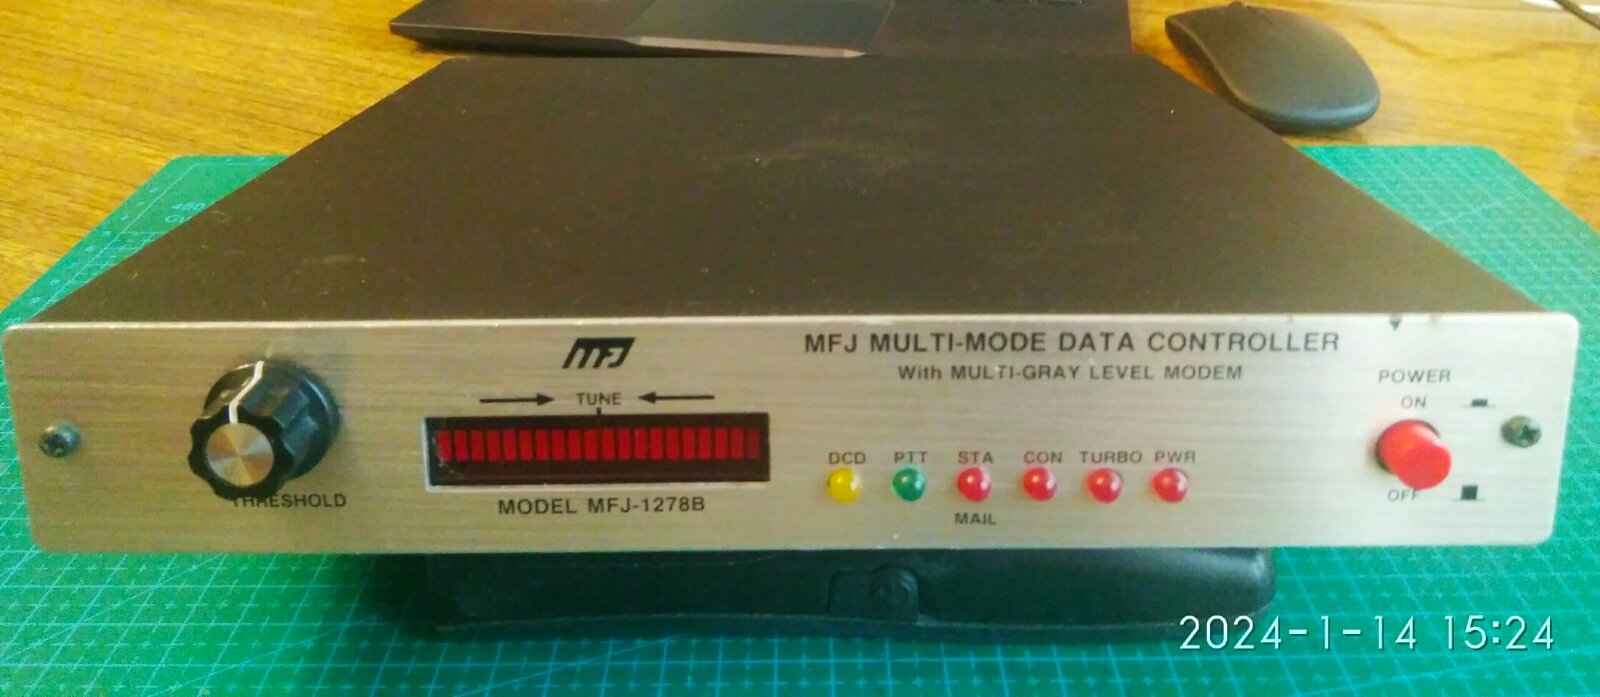 450
MFJ
MFJ MULTI-MODE DATA CONTROLLER
With MULTI-GRAY LEVEL MODEM
POWER
ON
OFF
TUNE
THRESHOLD
MODEL MFJ-1278B
DCD PTT STA CON TURBO PWR
MAIL
2024-1-14 15:24